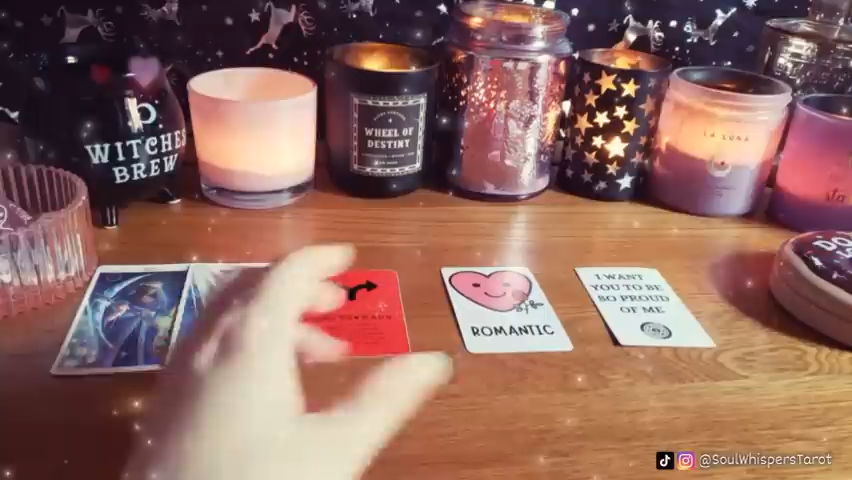 WITCHES
BREW
WHEEL OF
DESTINY
LA LUNA
ROMANTIC
I WANT
YOU TO BE
SO PROUD
OF ME
@SoulWhispersTarot